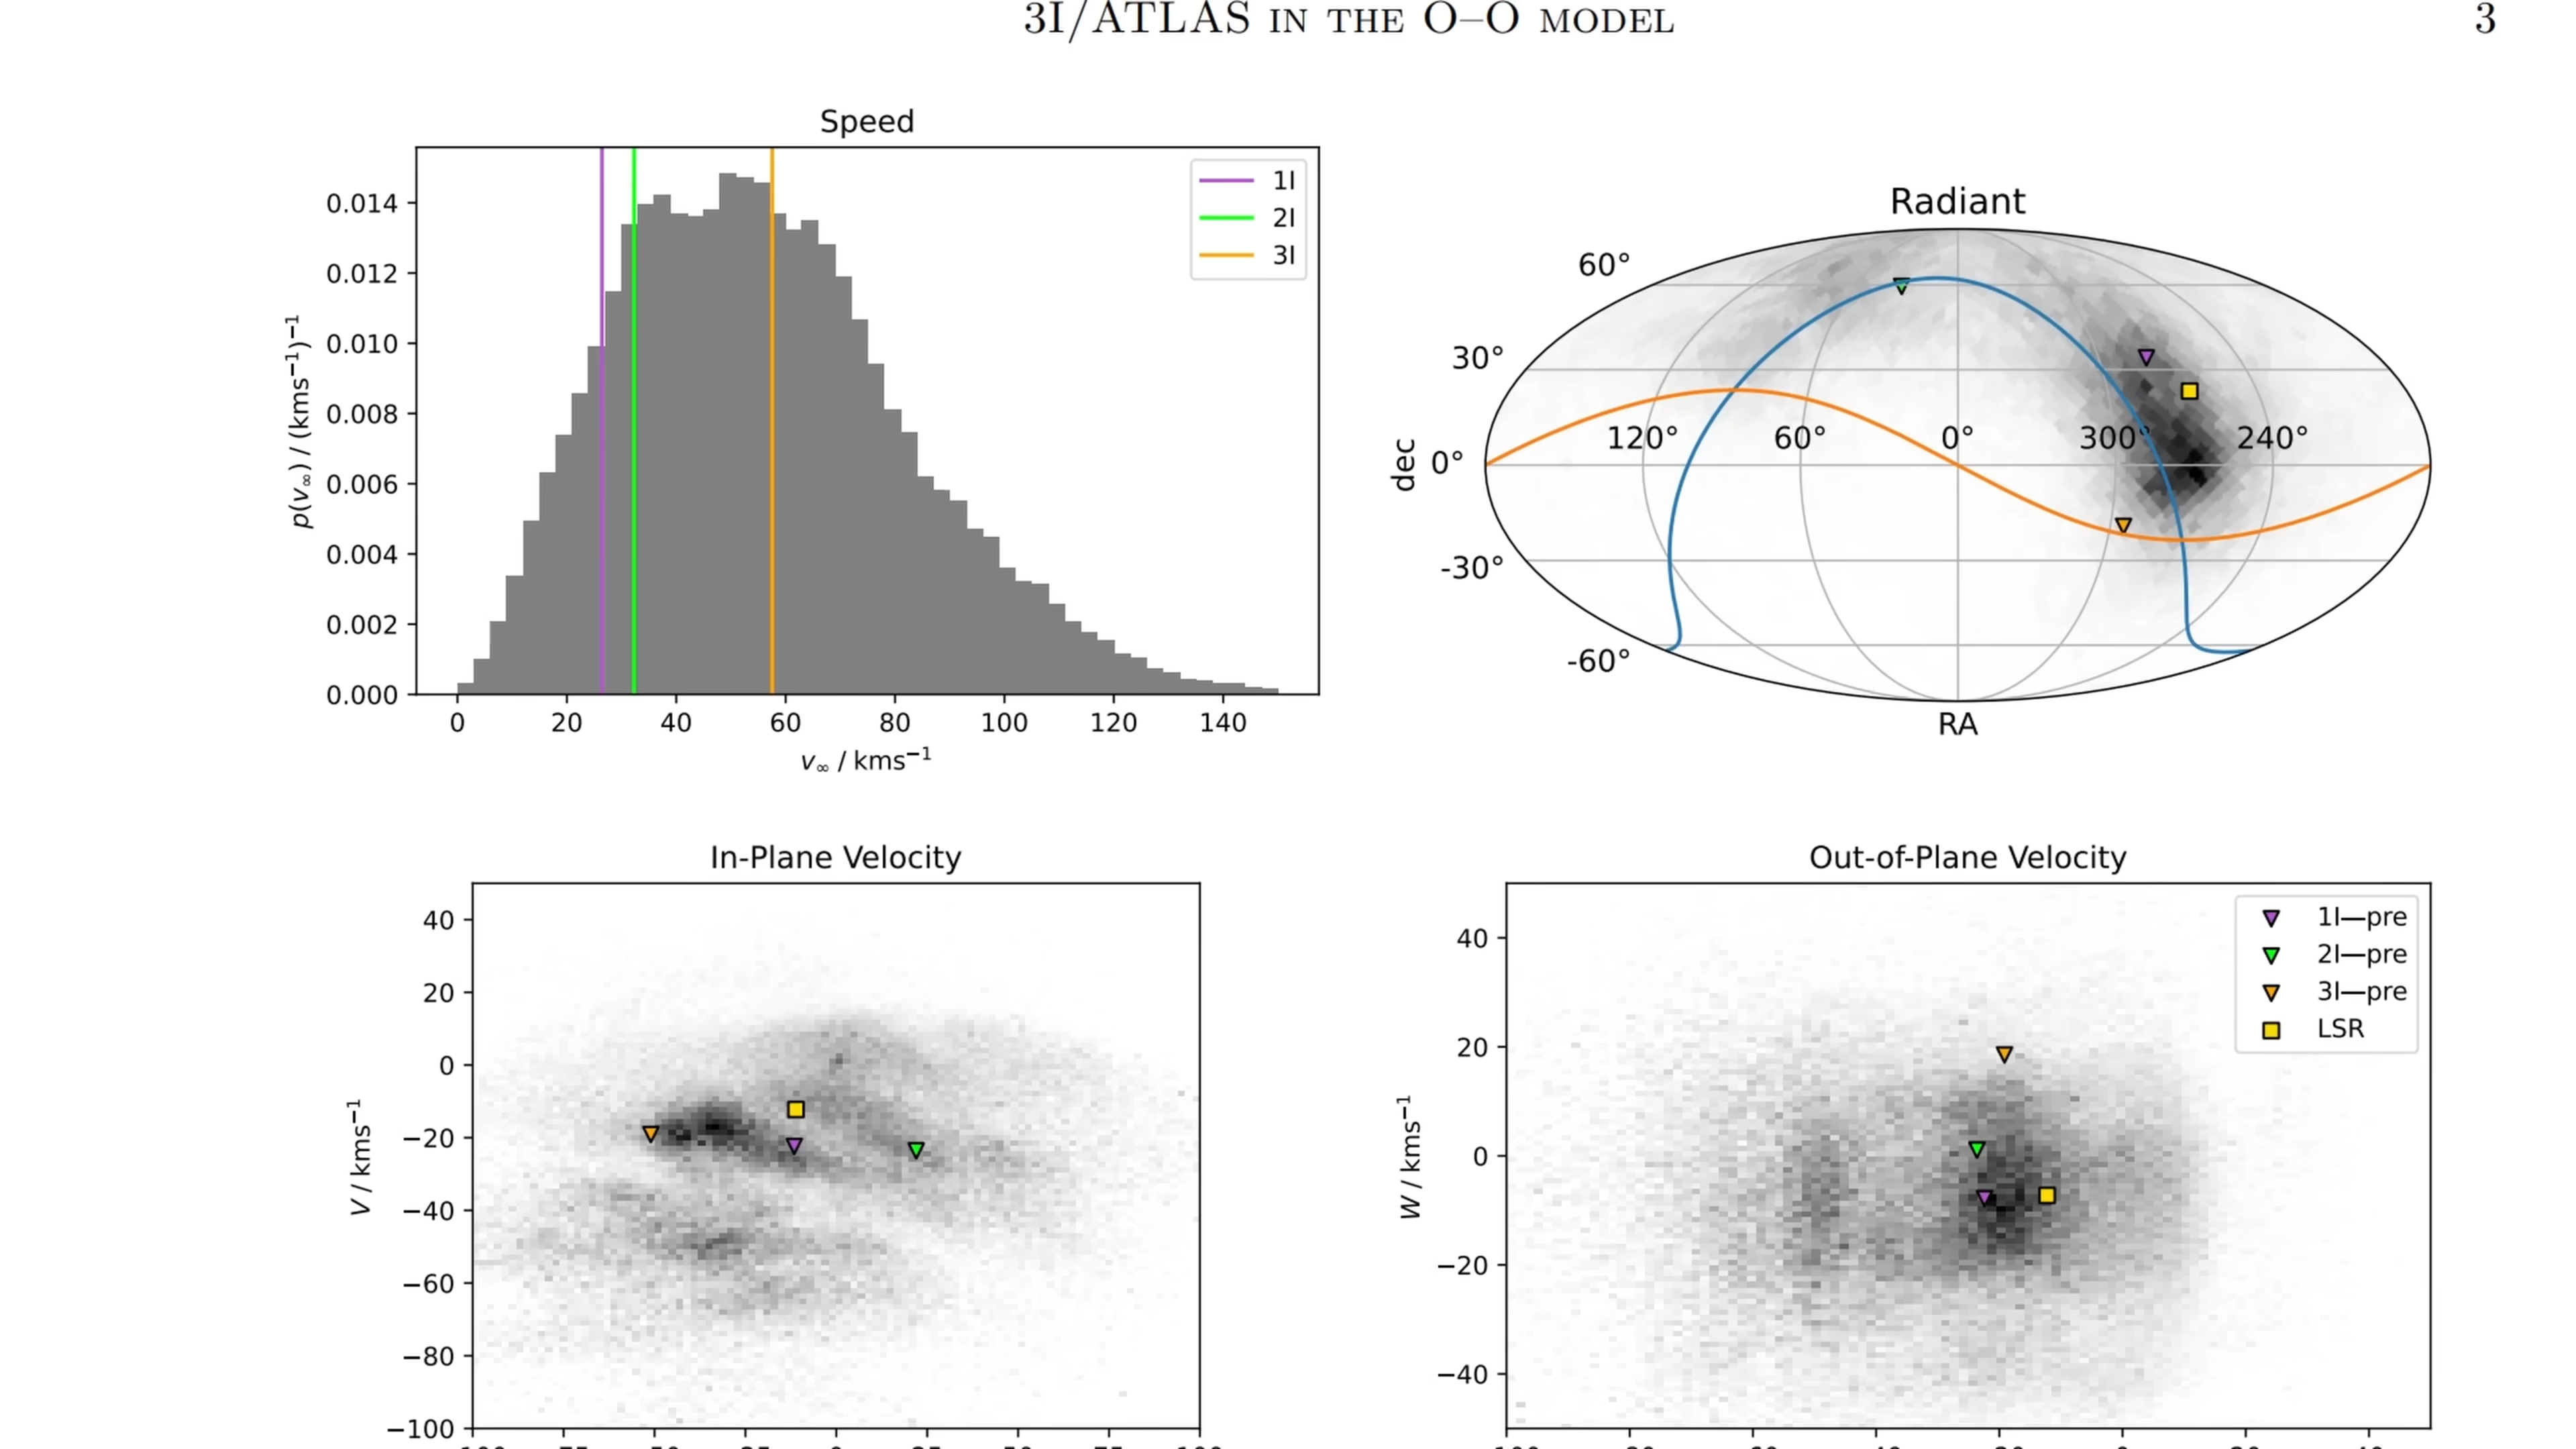 3I/ATLAS IN THE O–O MODEL
3
Speed
0.014
0.012
0.010
0.008
0.006
0.004
0.002
0.000
p(v∞) / (kms⁻¹)⁻¹
1I
2I
3I
0 20 40 60 80 100 120 140
v∞ / kms⁻¹
Radiant
60°
30°
0°
-30°
-60°
dec
120° 60° 0° 300° 240°
RA
In-Plane Velocity
40
20
0
−20
−40
−60
−80
−100
V / kms⁻¹
Out-of-Plane Velocity
40
20
0
−20
−40
W / kms⁻¹
1I—pre
2I—pre
3I—pre
LSR